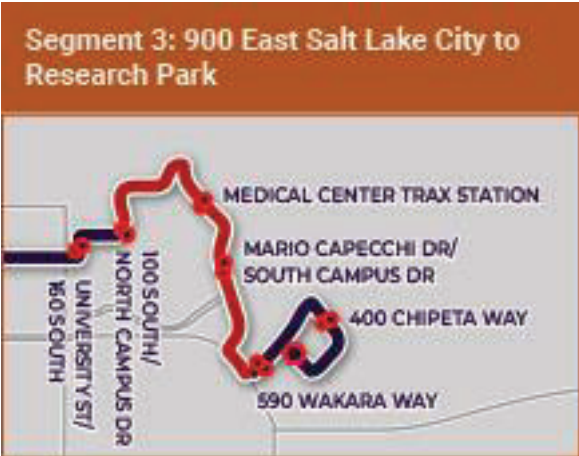 Segment 3: 900 East Salt Lake City to
Research Park
MEDICAL CENTER TRAX STATION
MARIO CAPECCHI DR/
SOUTH CAMPUS DR
100 SOUTH/
NORTH CAMPUS DR
UNIVERSITY ST/
160 SOUTH
400 CHIPETA WAY
590 WAKARA WAY